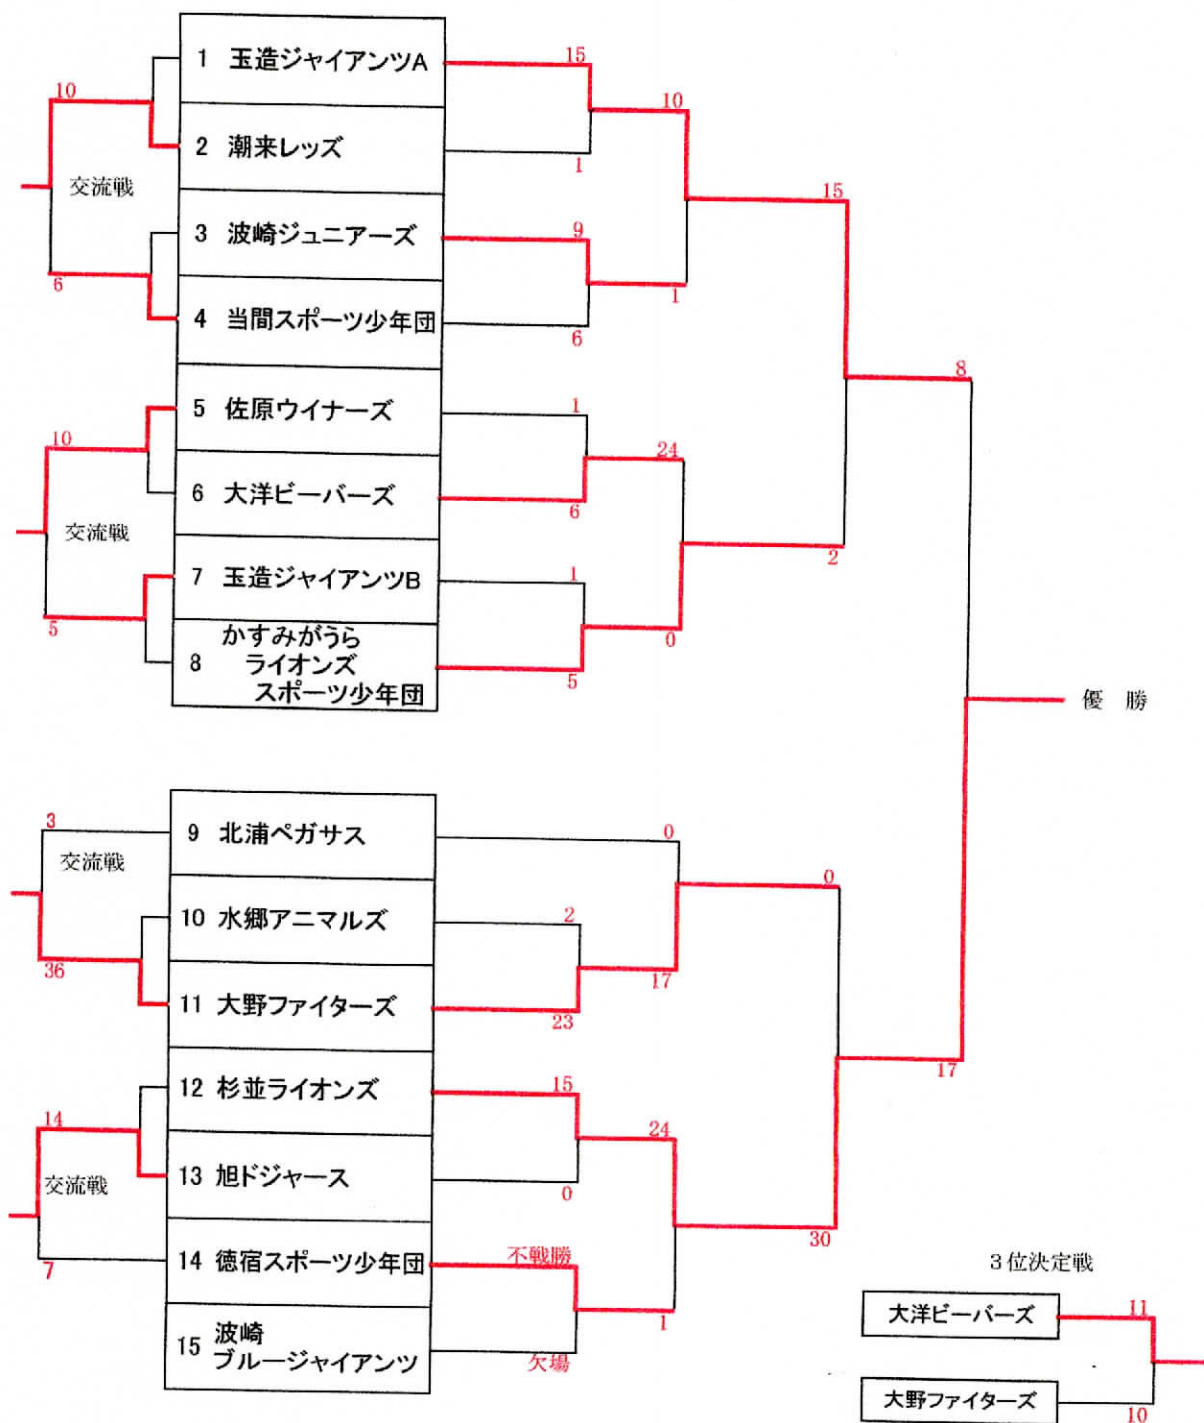 1 玉造ジャイアンツA
15
10
10
2 潮来レッズ
1
交流戦
15
3 波崎ジュニアーズ
9
6
1
4 当間スポーツ少年団
6
8
5 佐原ウイナーズ
1
10
24
6 大洋ビーバーズ
6
交流戦
2
7 玉造ジャイアンツB
1
5
0
8 かすみがうら
ライオンズ
スポーツ少年団
5
優 勝
3
9 北浦ペガサス
0
交流戦
0
10 水郷アニマルズ
2
36
17
11 大野ファイターズ
23
17
12 杉並ライオンズ
15
14
24
13 旭ドジャース
0
交流戦
30
14 徳宿スポーツ少年団
不戦勝
7
1
15 波崎
ブルージャイアンツ
欠場
3位決定戦
大洋ビーバーズ
11
大野ファイターズ
10